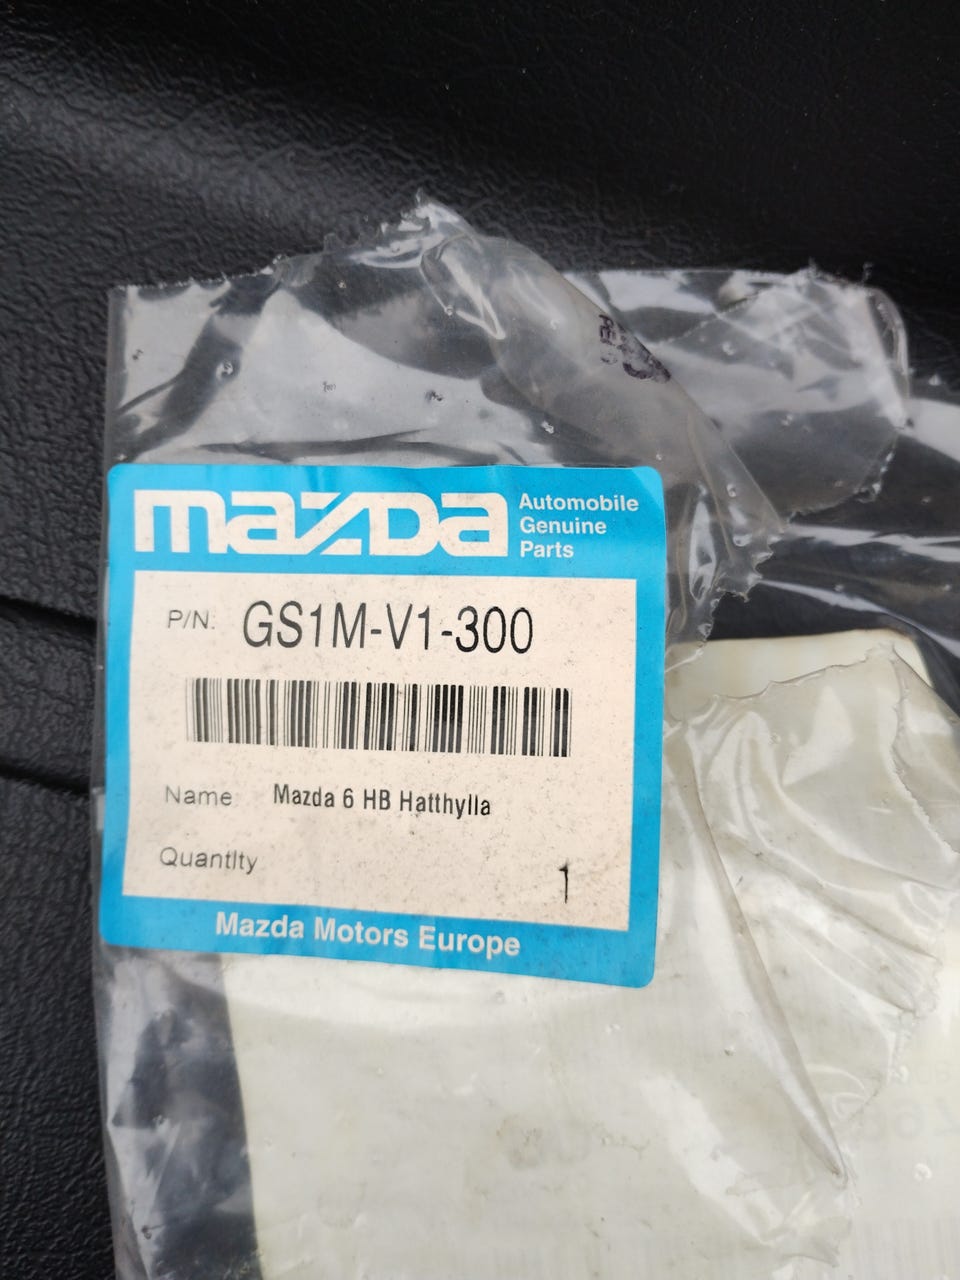 mazda
Automobile
Genuine
Parts
P/N: GS1M-V1-300
Name Mazda 6 HB Hatthylla
Quantity 1
Mazda Motors Europe